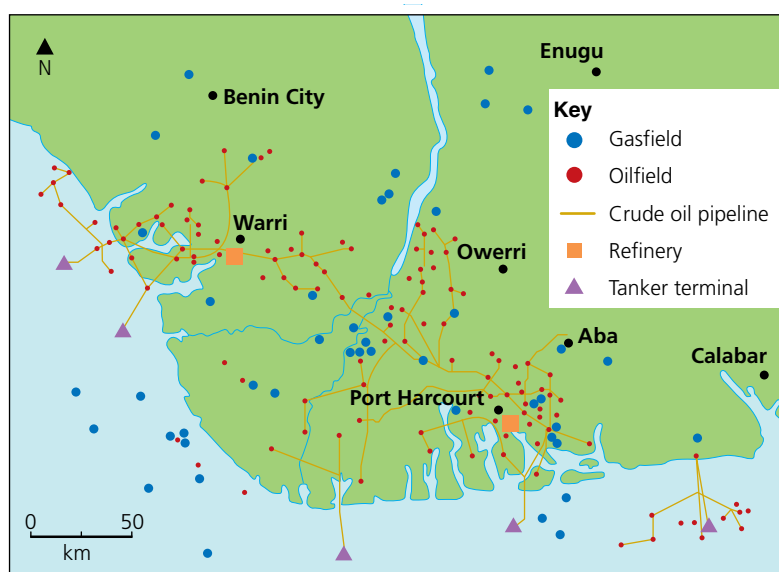 N
Enugu
Benin City
Key
Gasfield
Oilfield
Crude oil pipeline
Refinery
Tanker terminal
Warri
Owerri
Aba
Calabar
Port Harcourt
0 50
km